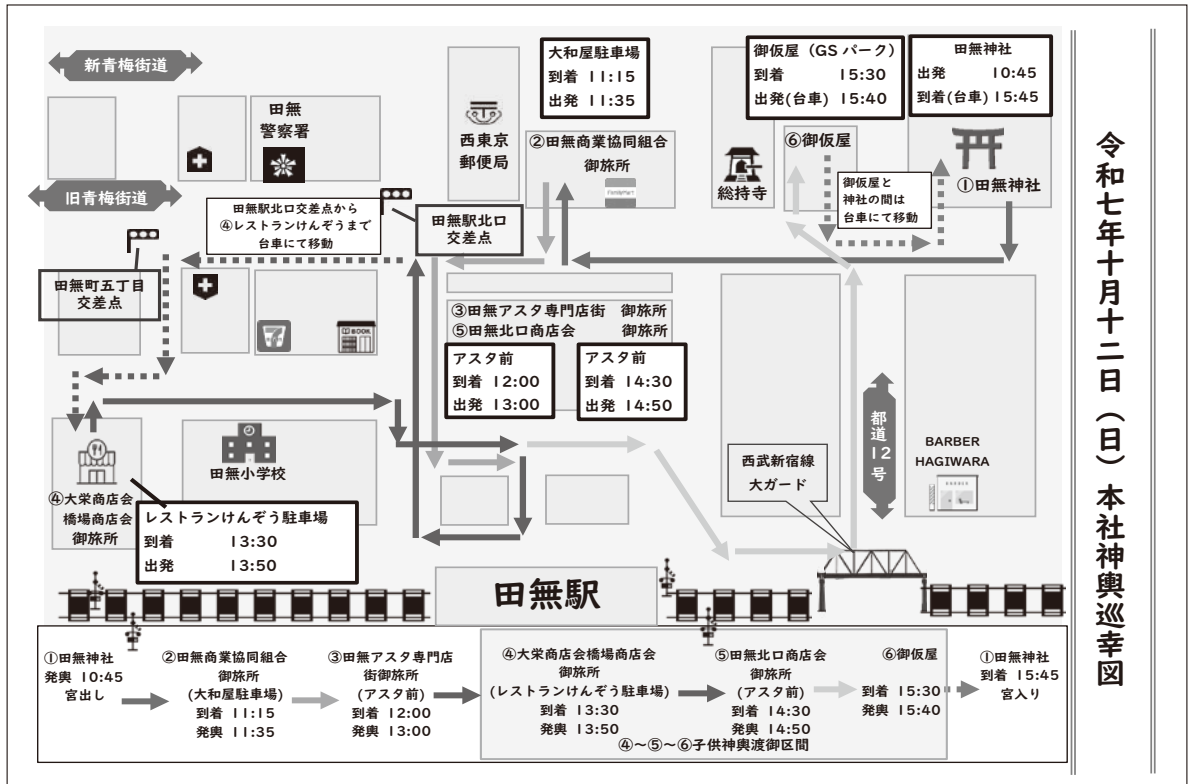 令和七年十月十二日（日）本社神輿巡幸図
新青梅街道
旧青梅街道
田無
警察署
西東京
郵便局
大和屋駐車場
到着 11:15
出発 11:35
②田無商業協同組合
御旅所
FamilyMart
御仮屋（GSパーク）
到着 15:30
出発(台車) 15:40
田無神社
出発 10:45
到着(台車) 15:45
⑥御仮屋
総持寺
御仮屋と
神社の間は
台車にて移動
①田無神社
田無駅北口交差点から
④レストランけんぞうまで
台車にて移動
田無駅北口
交差点
田無町五丁目
交差点
7
BOOK
③田無アスタ専門店街 御旅所
⑤田無北口商店会 御旅所
アスタ前
到着 12:00
出発 13:00
アスタ前
到着 14:30
出発 14:50
都道12号
BARBER
HAGIWARA
西武新宿線
大ガード
田無小学校
④大栄商店会
橋場商店会
御旅所
レストランけんぞう駐車場
到着 13:30
出発 13:50
田無駅
①田無神社
発輿 10:45
宮出し
②田無商業協同組合
御旅所
(大和屋駐車場)
到着 11:15
発輿 11:35
③田無アスタ専門店
街御旅所
(アスタ前)
到着 12:00
発輿 13:00
④大栄商店会橋場商店会
御旅所
(レストランけんぞう駐車場)
到着 13:30
発輿 13:50
⑤田無北口商店会
御旅所
(アスタ前)
到着 14:30
発輿 14:50
⑥御仮屋
到着 15:30
発輿 15:40
①田無神社
到着 15:45
宮入り
④～⑤～⑥子供神輿渡御区間